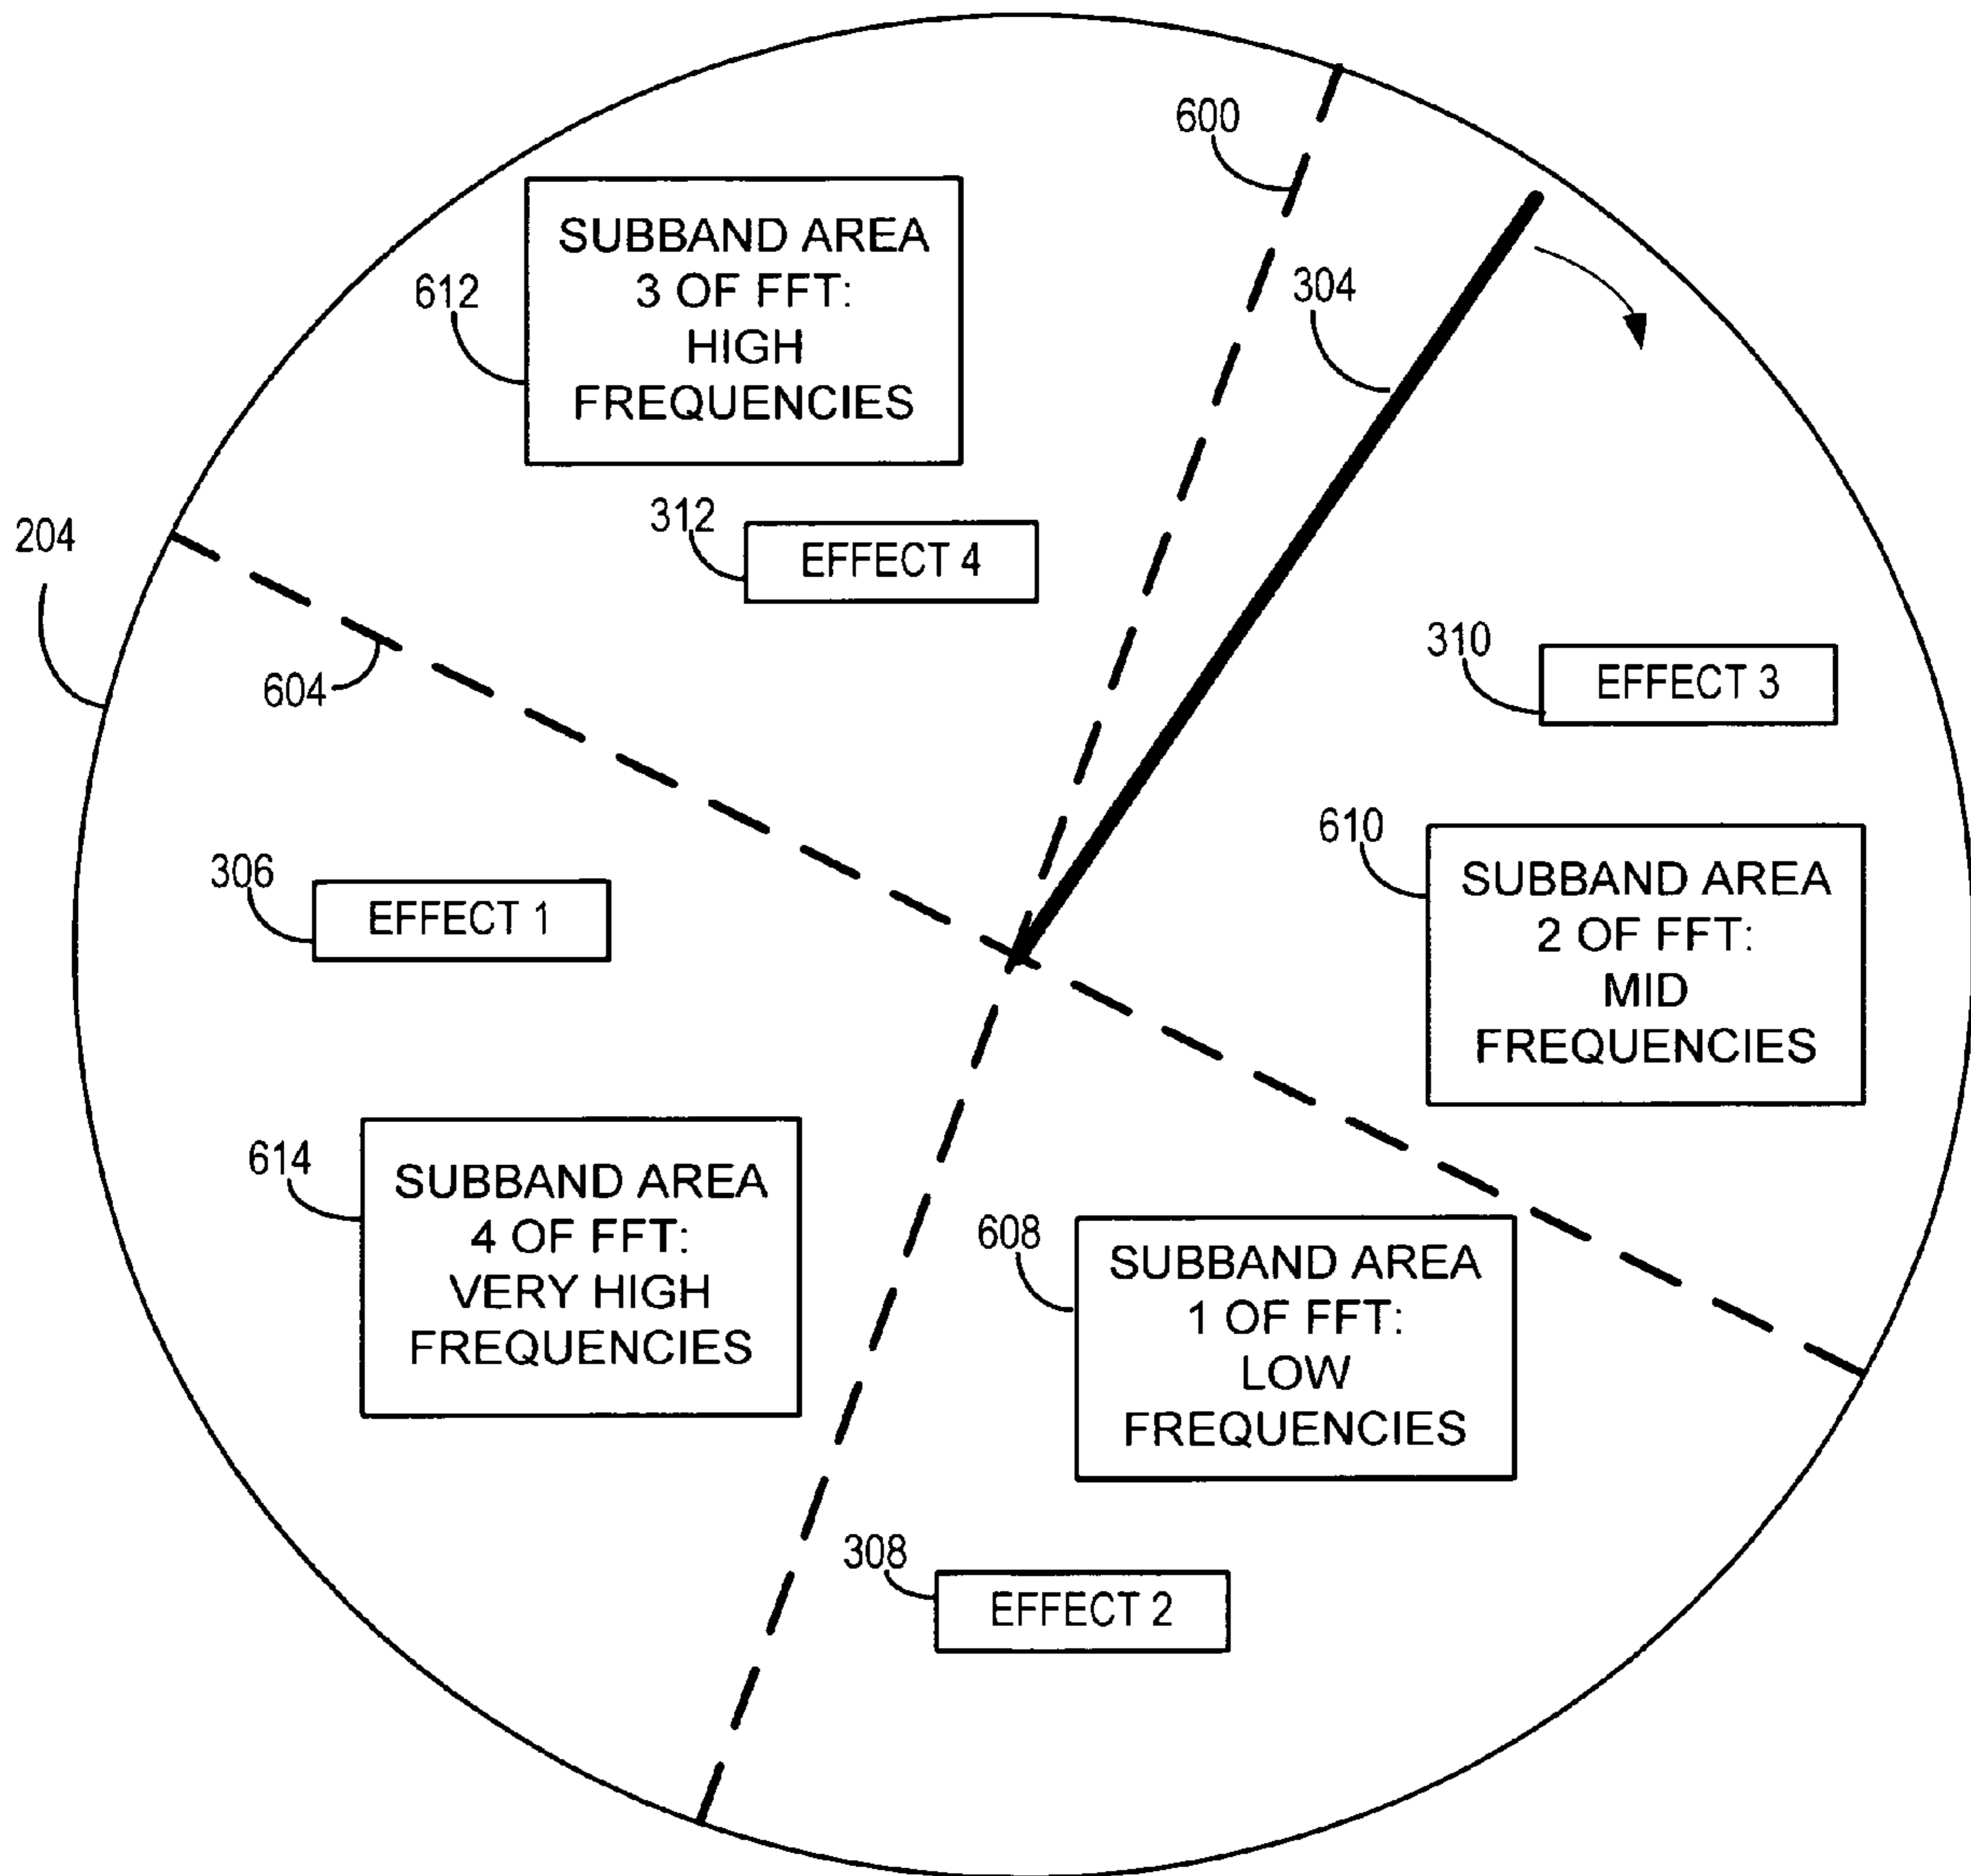 600
SUBBAND AREA
3 OF FFT:
HIGH
FREQUENCIES
612
304
312
EFFECT 4
204
604
310
EFFECT 3
306
EFFECT 1
610
SUBBAND AREA
2 OF FFT:
MID
FREQUENCIES
614
SUBBAND AREA
4 OF FFT:
VERY HIGH
FREQUENCIES
608
SUBBAND AREA
1 OF FFT:
LOW
FREQUENCIES
308
EFFECT 2